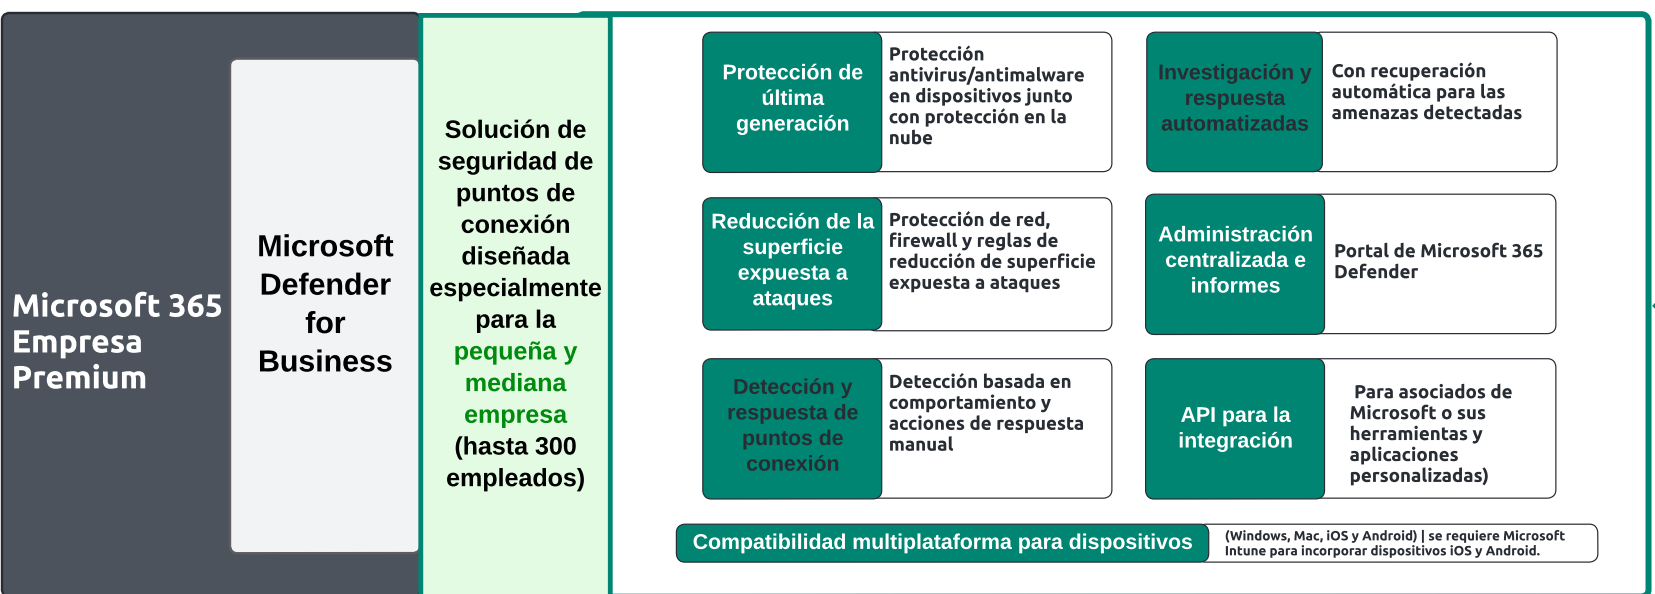 Microsoft 365
Empresa
Premium
Microsoft
Defender
for
Business
Solución de
seguridad de
puntos de
conexión
diseñada
especialmente
para la
pequeña y
mediana
empresa
(hasta 300
empleados)
Protección de
última
generación
Protección
antivirus/antimalware
en dispositivos junto
con protección en la
nube
Investigación y
respuesta
automatizadas
Con recuperación
automática para las
amenazas detectadas
Reducción de la
superficie
expuesta a
ataques
Protección de red,
firewall y reglas de
reducción de superficie
expuesta a ataques
Administración
centralizada e
informes
Portal de Microsoft 365
Defender
Detección y
respuesta de
puntos de
conexión
Detección basada en
comportamiento y
acciones de respuesta
manual
API para la
integración
Para asociados de
Microsoft o sus
herramientas y
aplicaciones
personalizadas)
Compatibilidad multiplataforma para dispositivos
(Windows, Mac, iOS y Android) | se requiere Microsoft
Intune para incorporar dispositivos iOS y Android.